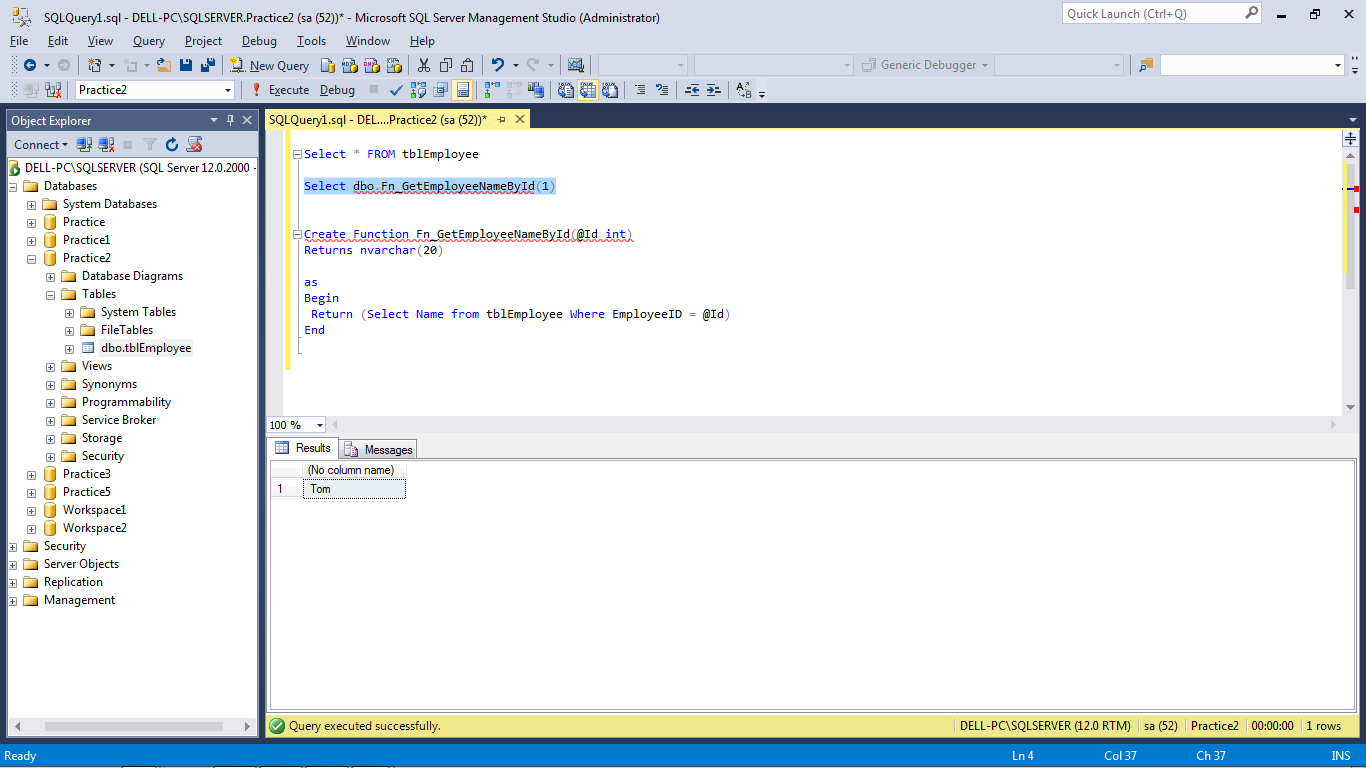 SQLQuery1.sql - DELL-PC\SQLSERVER.Practice2 (sa (52))* - Microsoft SQL Server Management Studio (Administrator)
Quick Launch (Ctrl+Q)
File Edit View Query Project Debug Tools Window Help
New Query
Generic Debugger
Practice2
Execute Debug
Object Explorer
Connect
DELL-PC\SQLSERVER (SQL Server 12.0.2000 -
Databases
System Databases
Practice
Practice1
Practice2
Database Diagrams
Tables
System Tables
FileTables
dbo.tblEmployee
Views
Synonyms
Programmability
Service Broker
Storage
Security
Practice3
Practice5
Workspace1
Workspace2
Security
Server Objects
Replication
Management
SQLQuery1.sql - DEL....Practice2 (sa (52))*
Select * FROM tblEmployee
Select dbo.Fn_GetEmployeeNameById(1)
Create Function Fn_GetEmployeeNameById(@Id int)
Returns nvarchar(20)
as
Begin
Return (Select Name from tblEmployee Where EmployeeID = @Id)
End
100 %
Results Messages
(No column name)
1 Tom
Query executed successfully.
DELL-PC\SQLSERVER (12.0 RTM) sa (52) Practice2 00:00:00 1 rows
Ready Ln 4 Col 37 Ch 37 INS